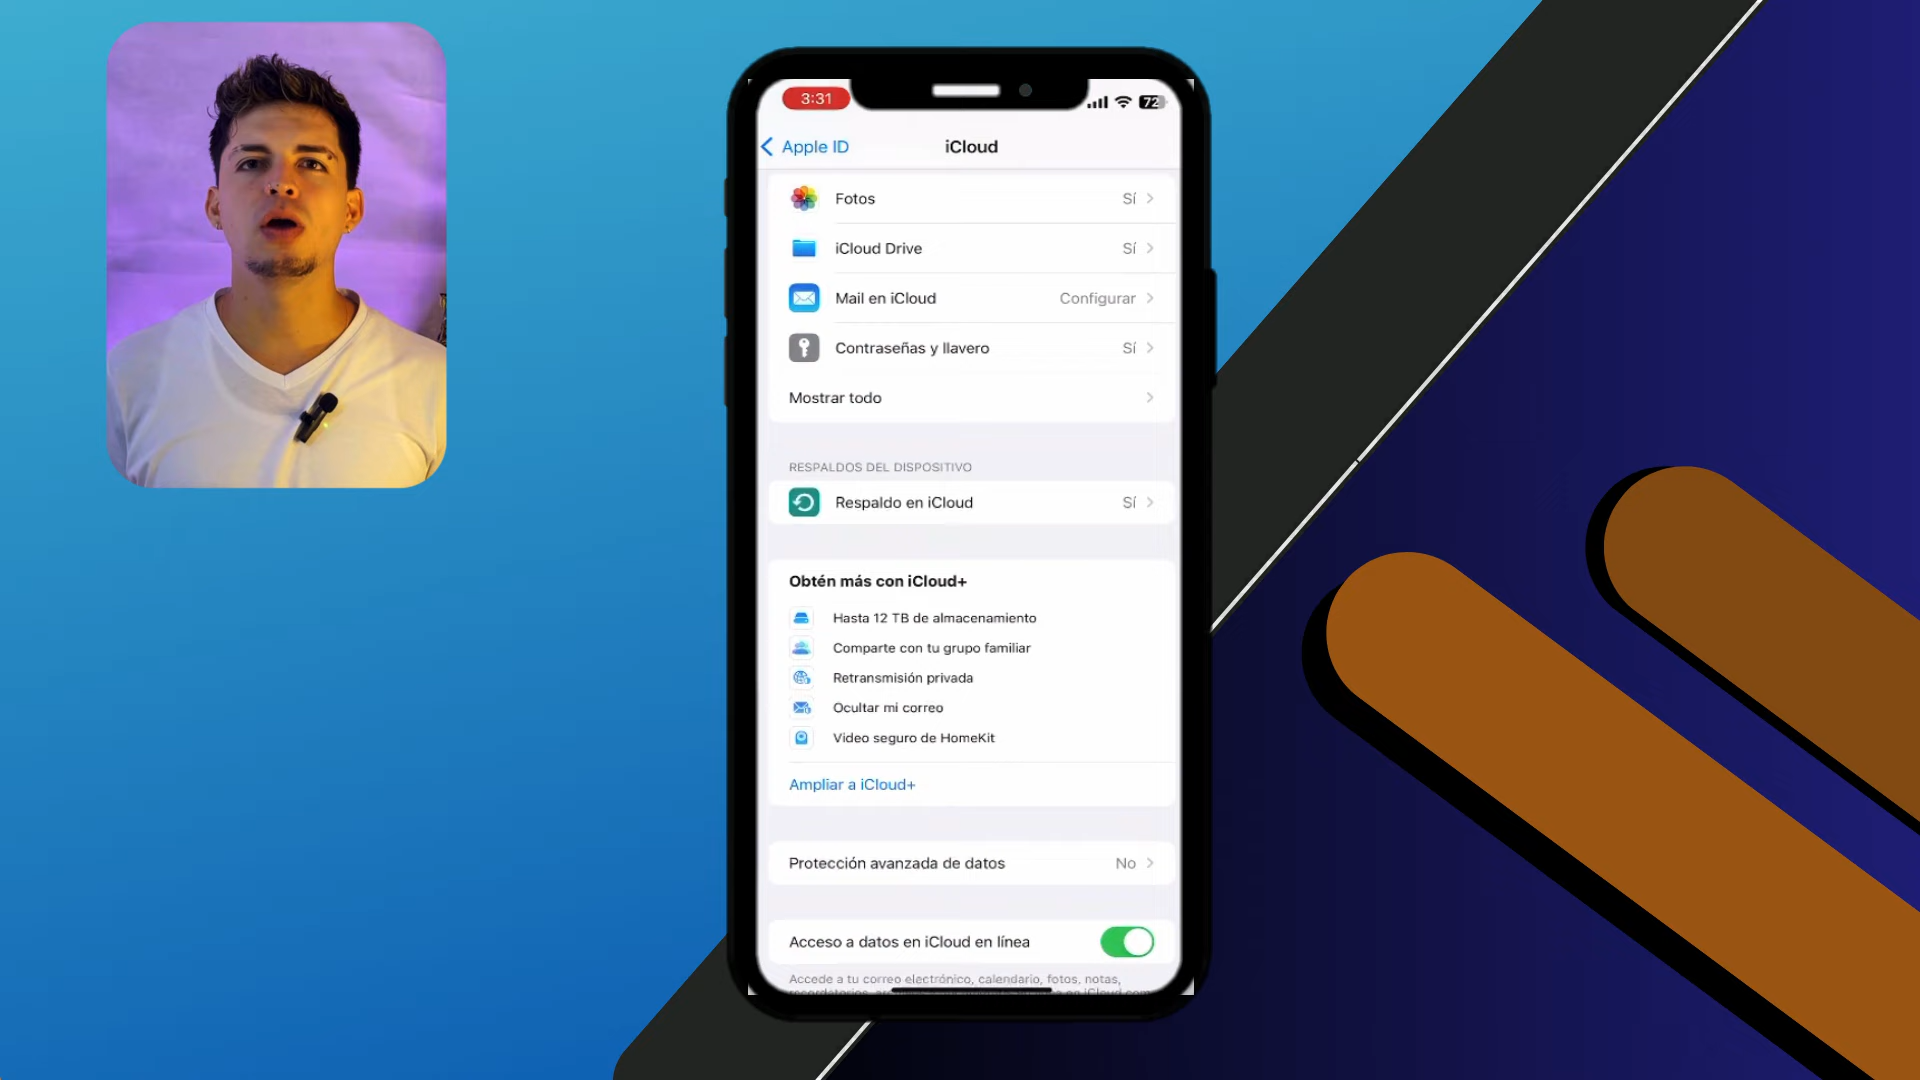 3:31
72
Apple ID
iCloud
Fotos
Sí
iCloud Drive
Sí
Mail en iCloud
Configurar
Contraseñas y llavero
Sí
Mostrar todo
RESPALDOS DEL DISPOSITIVO
Respaldo en iCloud
Sí
Obtén más con iCloud+
Hasta 12 TB de almacenamiento
Comparte con tu grupo familiar
Retransmisión privada
Ocultar mi correo
Video seguro de HomeKit
Ampliar a iCloud+
Protección avanzada de datos
No
Acceso a datos en iCloud en línea
Accede a tu correo electrónico, calendario, fotos, notas,